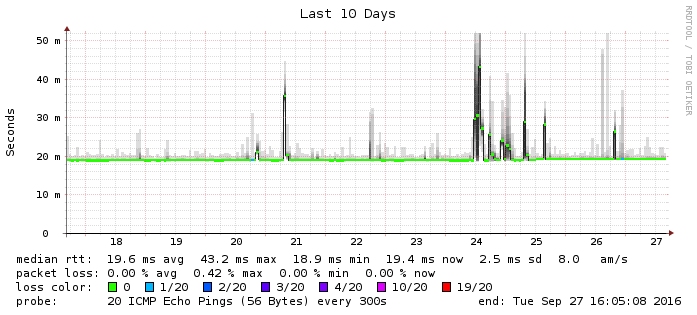 Last 10 Days
RRDTOOL / TOBI OETIKER
Seconds
50 m
40 m
30 m
20 m
10 m
0
18 19 20 21 22 23 24 25 26 27
median rtt: 19.6 ms avg 43.2 ms max 18.9 ms min 19.4 ms now 2.5 ms sd 8.0 am/s
packet loss: 0.00 % avg 0.42 % max 0.00 % min 0.00 % now
loss color: 0 1/20 2/20 3/20 4/20 10/20 19/20
probe: 20 ICMP Echo Pings (56 Bytes) every 300s end: Tue Sep 27 16:05:08 2016